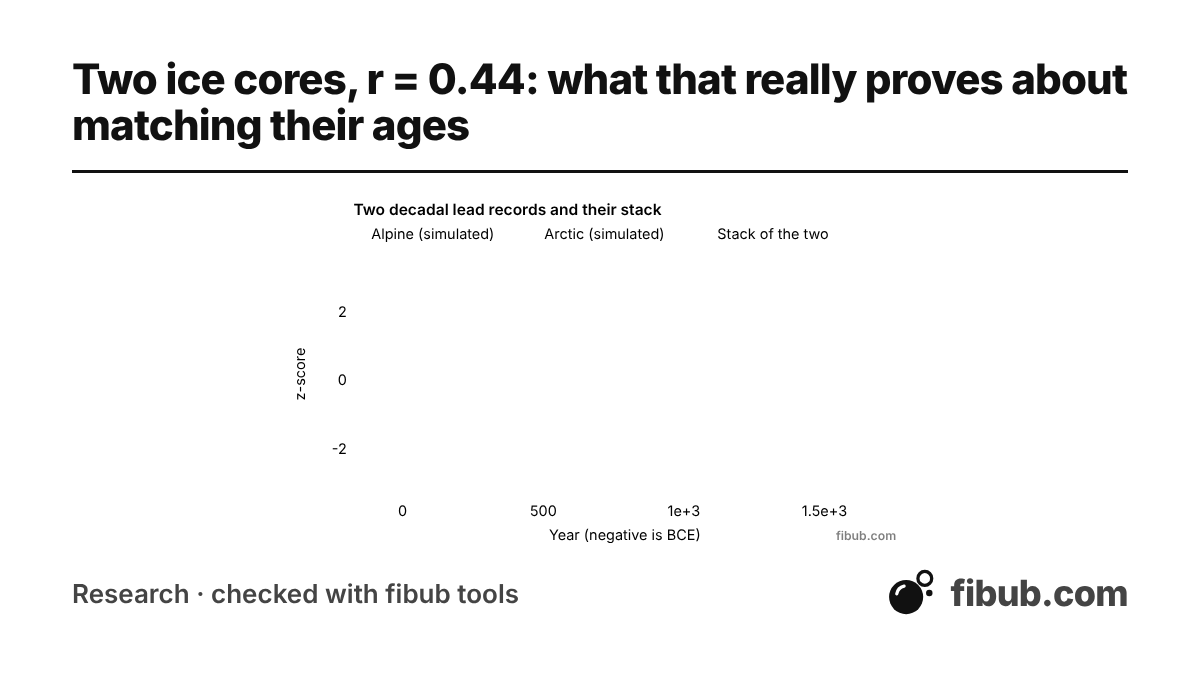 Two ice cores, r = 0.44: what that really proves about
matching their ages
Two decadal lead records and their stack
Alpine (simulated) Arctic (simulated) Stack of the two
2
z-score
0
-2
0 500 1e+3 1.5e+3
Year (negative is BCE)
fibub.com
Research · checked with fibub tools
fibub.com